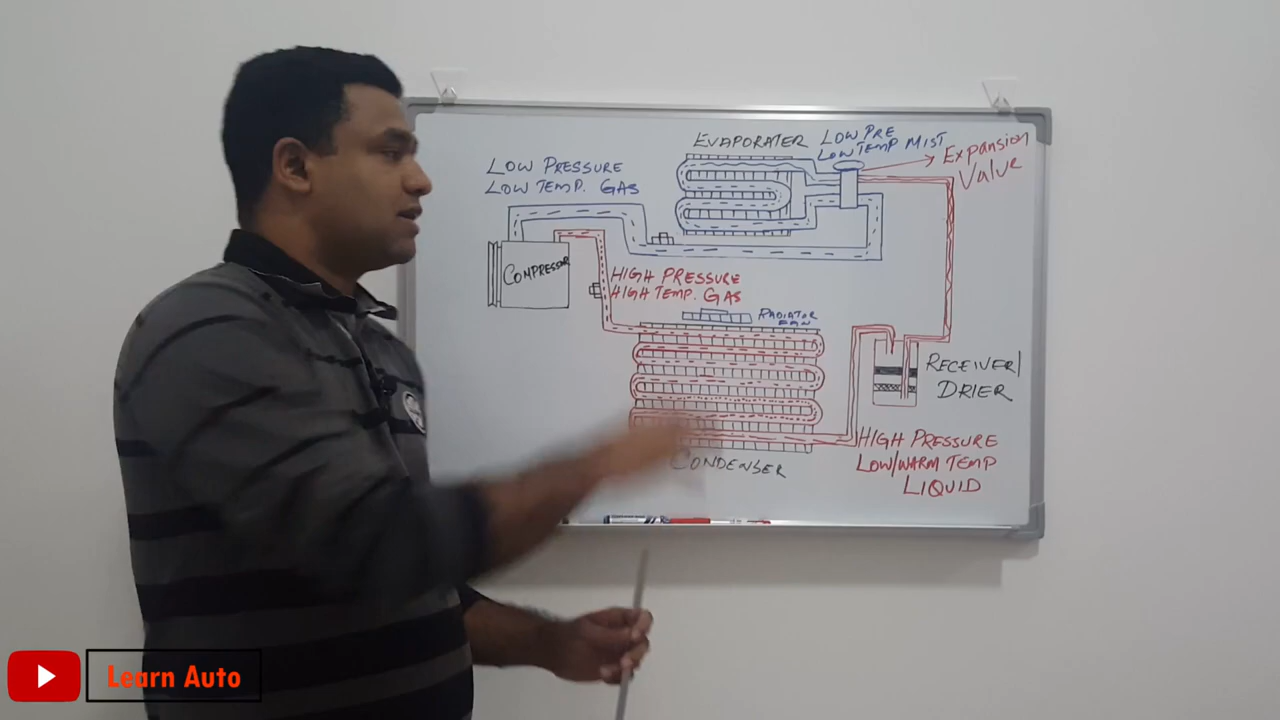 EVAPORATER
LOW PRE
LOW TEMP MIST
Expansion
Value
LOW PRESSURE
LOW TEMP. GAS
COMPRESSOR
HIGH PRESSURE
HIGH TEMP. GAS
RADIATOR
FAN
RECEIVER/
DRIER
HIGH PRESSURE
LOW/WARM TEMP
LIQUID
CONDENSER
Learn Auto